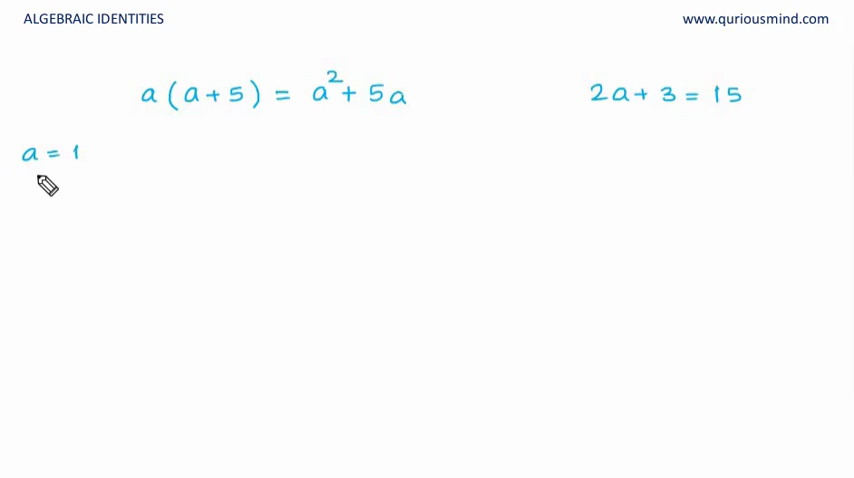 ALGEBRAIC IDENTITIES www.quriousmind.com
a (a + 5) = a² + 5a 2a + 3 = 15
a = 1